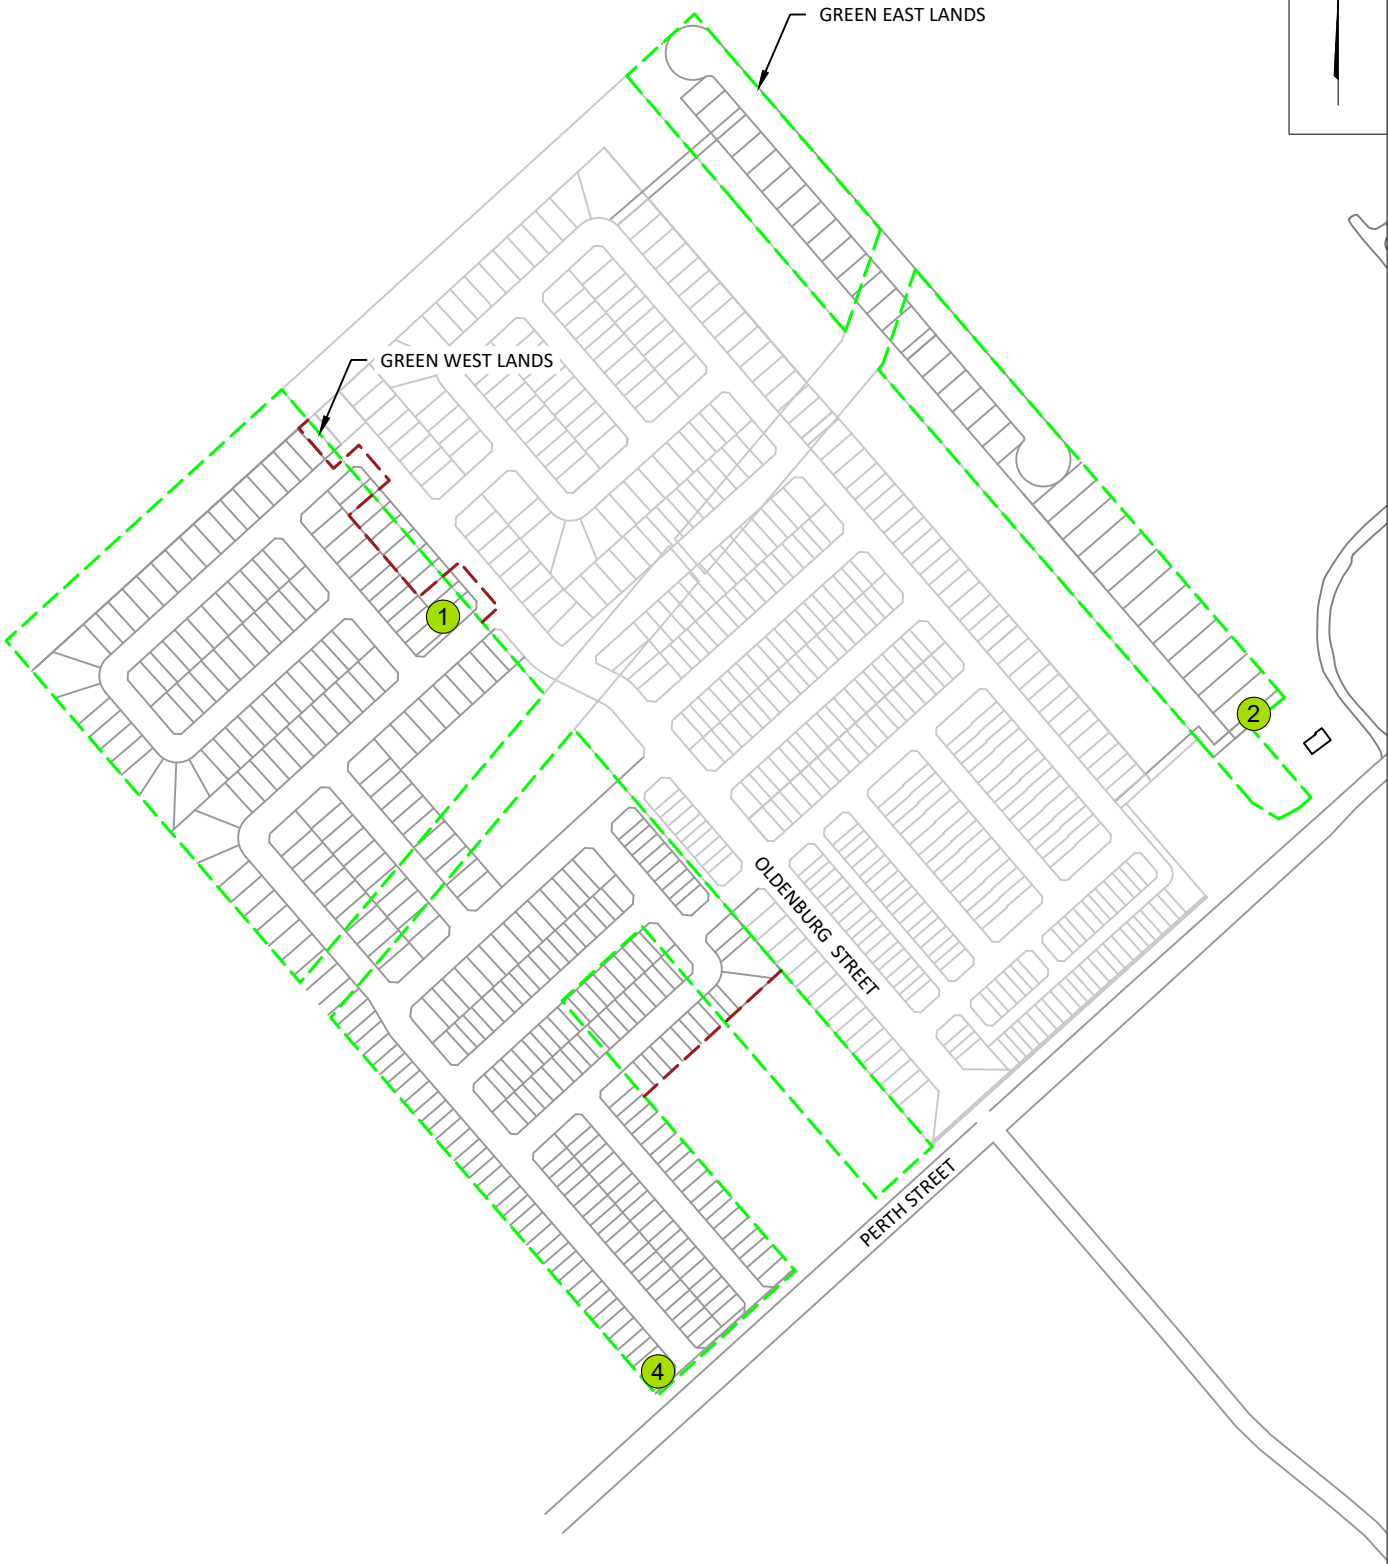 GREEN EAST LANDS
GREEN WEST LANDS
1
2
OLDENBURG STREET
PERTH STREET
4